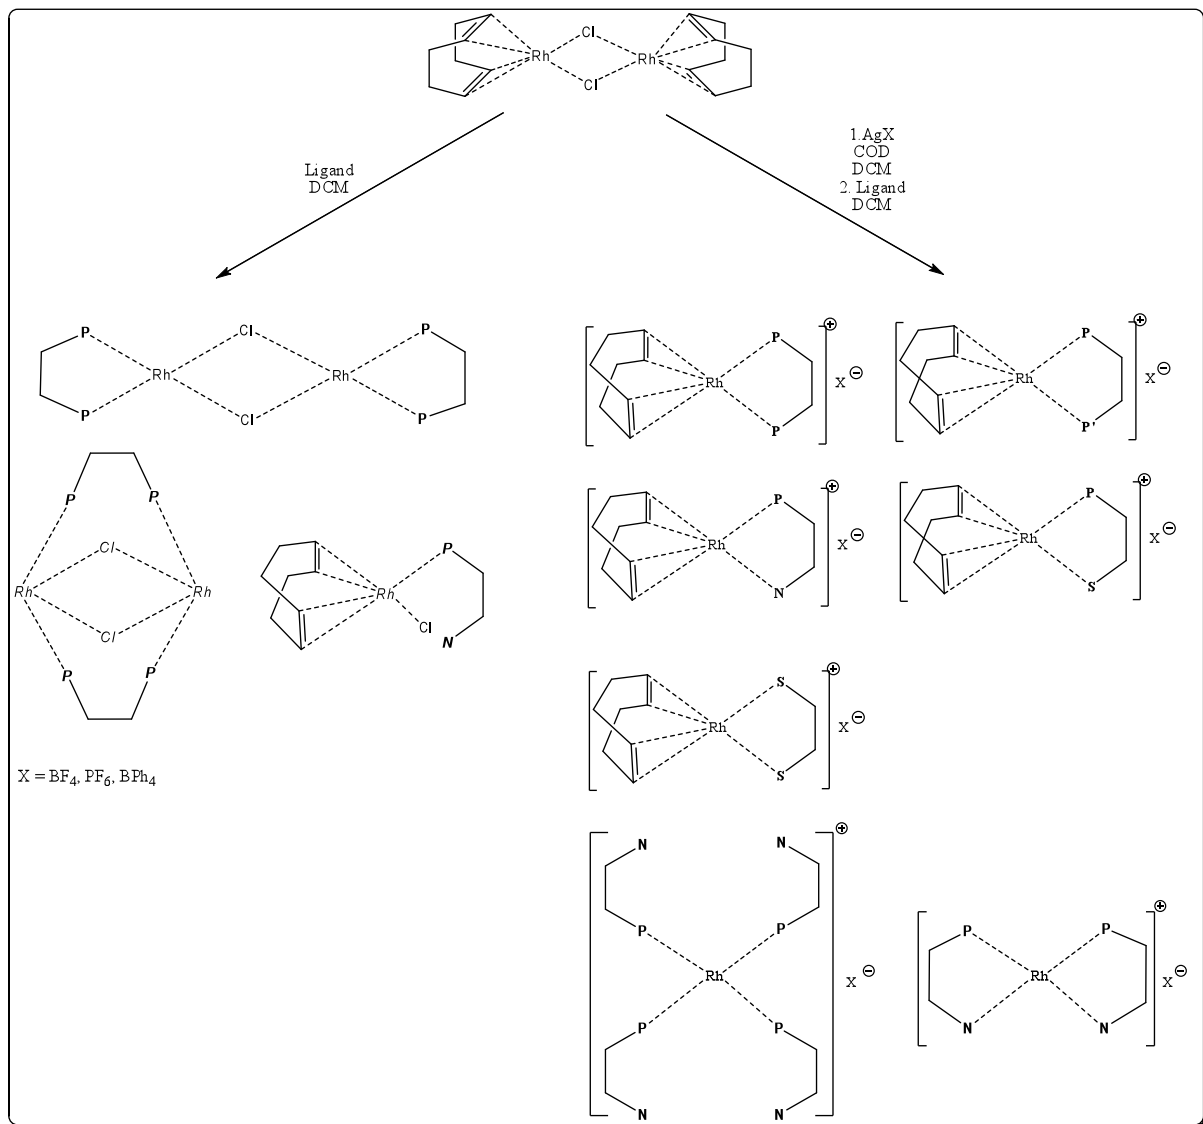 Cl
Rh Rh
Cl
Ligand
DCM
1.AgX
COD
DCM
2. Ligand
DCM
P Cl P
Rh Rh
P Cl P
P P
Cl
Rh Rh
Cl
P P
P
Rh
Cl
N
X = BF4, PF6, BPh4
P ⊕
Rh X ⊖
P
P ⊕
Rh X ⊖
P'
P ⊕
Rh X ⊖
N
P ⊕
Rh X ⊖
S
S ⊕
Rh X ⊖
S
N N ⊕
P P
Rh X ⊖
P P
N N
P P ⊕
Rh X ⊖
N N